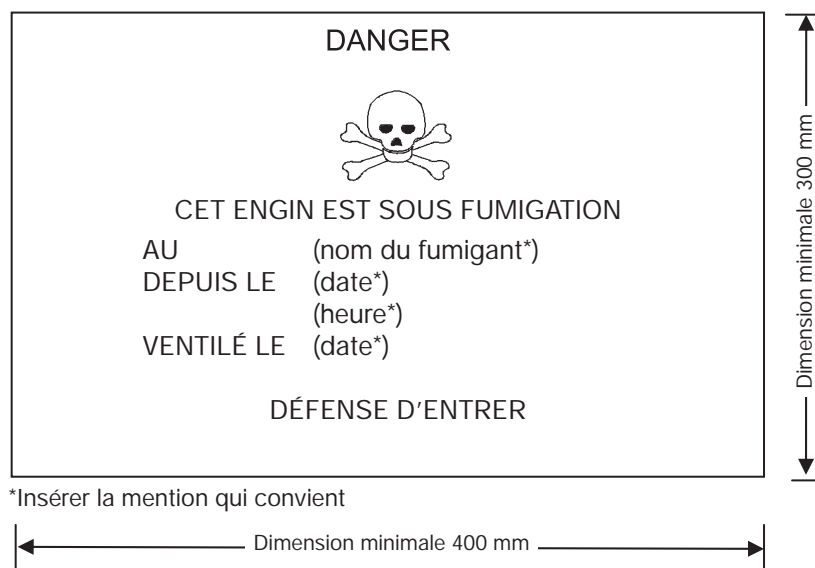 DANGER
CET ENGIN EST SOUS FUMIGATION
AU (nom du fumigant*)
DEPUIS LE (date*)
(heure*)
VENTILÉ LE (date*)
DÉFENSE D'ENTRER
*Insérer la mention qui convient
Dimension minimale 400 mm
Dimension minimale 300 mm